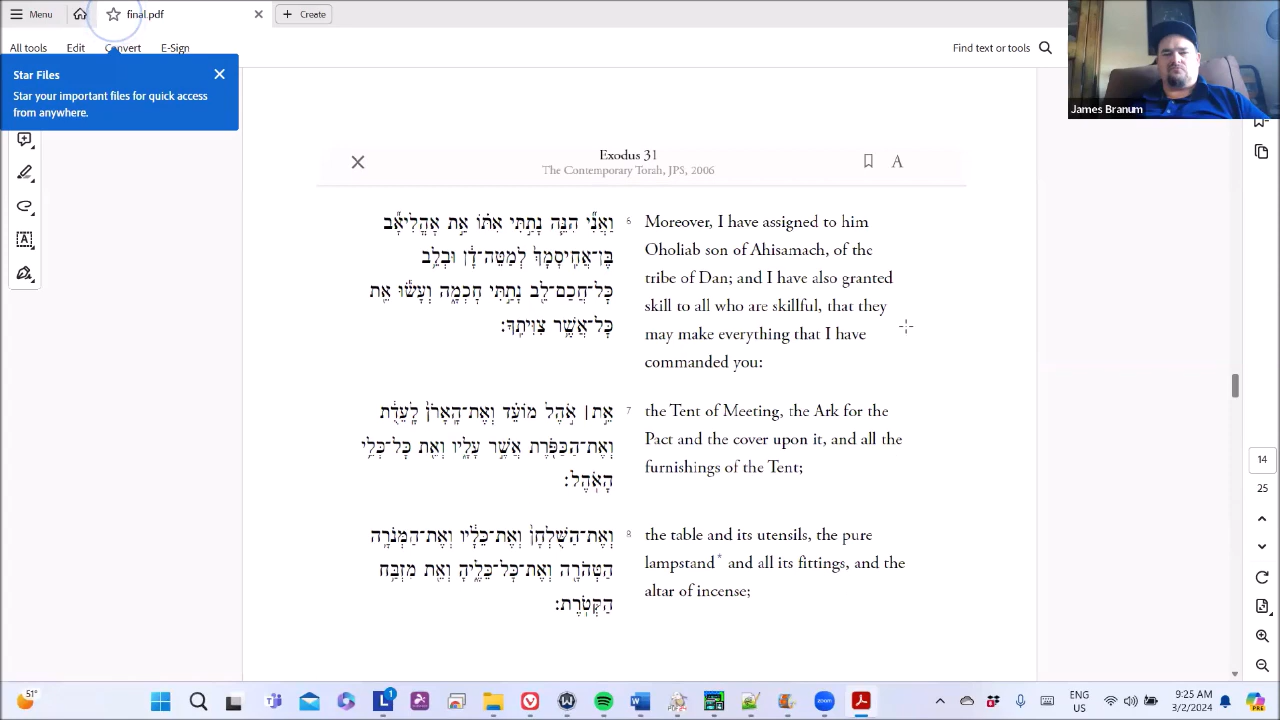 Menu
final.pdf
Create
All tools
Edit
Convert
E-Sign
Find text or tools
Star Files
Star your important files for quick access
from anywhere.
James Branum
Exodus 31
The Contemporary Torah, JPS, 2006
A
וַאֲנִ֞י הִנֵּ֧ה נָתַ֣תִּי אִתּ֗וֹ אֵ֣ת אׇהֳלִיאָ֞ב
בֶּן־אֲחִֽיסָמָךְ֙ לְמַטֵּה־דָ֔ן וּבְלֵ֥ב
כׇּל־חֲכַם־לֵ֖ב נָתַ֣תִּי חׇכְמָ֑ה וְעָשׂ֕וּ אֵ֖ת
כׇּל־אֲשֶׁ֥ר צִוִּיתִֽךָ׃
6
Moreover, I have assigned to him
Oholiab son of Ahisamach, of the
tribe of Dan; and I have also granted
skill to all who are skillful, that they
may make everything that I have
commanded you:
אֵ֣ת ׀ אֹ֣הֶל מוֹעֵ֗ד וְאֶת־הָֽאָרֹן֙ לָֽעֵדֻ֔ת
וְאֶת־הַכַּפֹּ֖רֶת אֲשֶׁ֣ר עָלָ֑יו וְאֵ֖ת כׇּל־כְּלֵ֥י
הָאֹֽהֶל׃
7
the Tent of Meeting, the Ark for the
Pact and the cover upon it, and all the
furnishings of the Tent;
וְאֶת־הַשֻּׁלְחָן֙ וְאֶת־כֵּלָ֔יו וְאֶת־הַמְּנֹרָ֥ה
הַטְּהֹרָ֖ה וְאֶת־כׇּל־כֵּלֶ֑יהָ וְאֵ֖ת מִזְבַּ֥ח
הַקְּטֹֽרֶת׃
8
the table and its utensils, the pure
lampstand* and all its fittings, and the
altar of incense;
14
25
51°
ENG
US
9:25 AM
3/2/2024